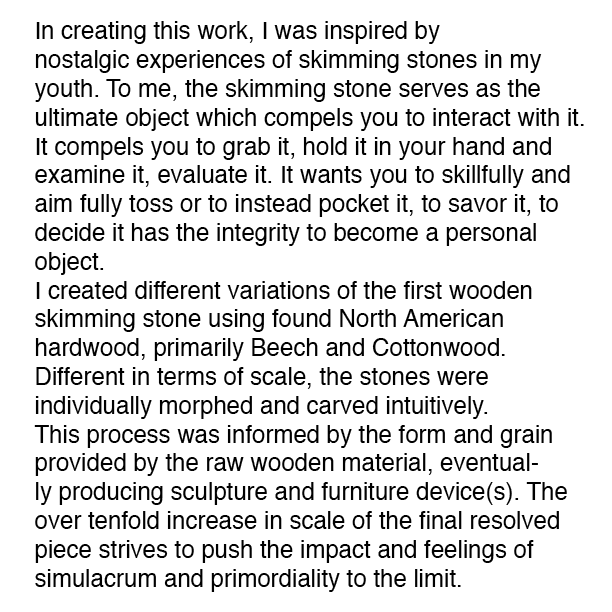 In creating this work, I was inspired by
nostalgic experiences of skimming stones in my
youth. To me, the skimming stone serves as the
ultimate object which compels you to interact with it.
It compels you to grab it, hold it in your hand and
examine it, evaluate it. It wants you to skillfully and
aim fully toss or to instead pocket it, to savor it, to
decide it has the integrity to become a personal
object.
I created different variations of the first wooden
skimming stone using found North American
hardwood, primarily Beech and Cottonwood.
Different in terms of scale, the stones were
individually morphed and carved intuitively.
This process was informed by the form and grain
provided by the raw wooden material, eventual-
ly producing sculpture and furniture device(s). The
over tenfold increase in scale of the final resolved
piece strives to push the impact and feelings of
simulacrum and primordiality to the limit.